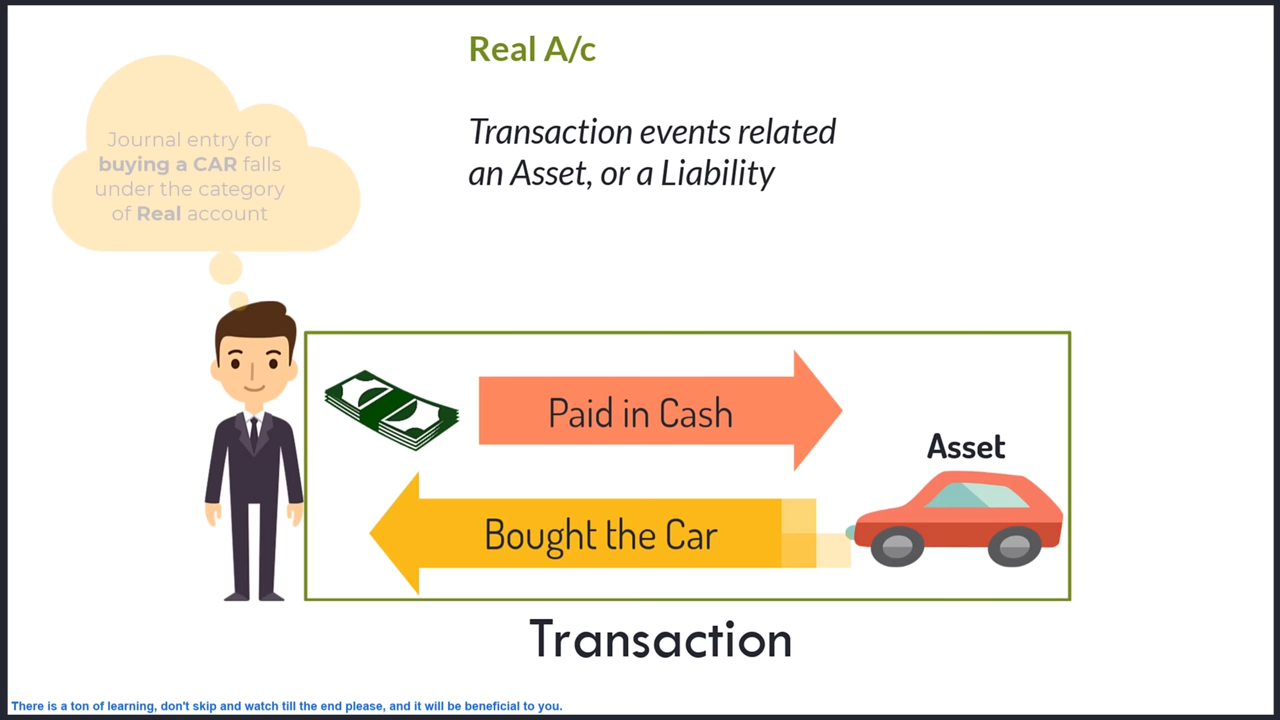 Real A/c
Transaction events related
an Asset, or a Liability
Journal entry for
buying a CAR falls
under the category
of Real account
Paid in Cash
Asset
Bought the Car
Transaction
There is a ton of learning, don't skip and watch till the end please, and it will be beneficial to you.